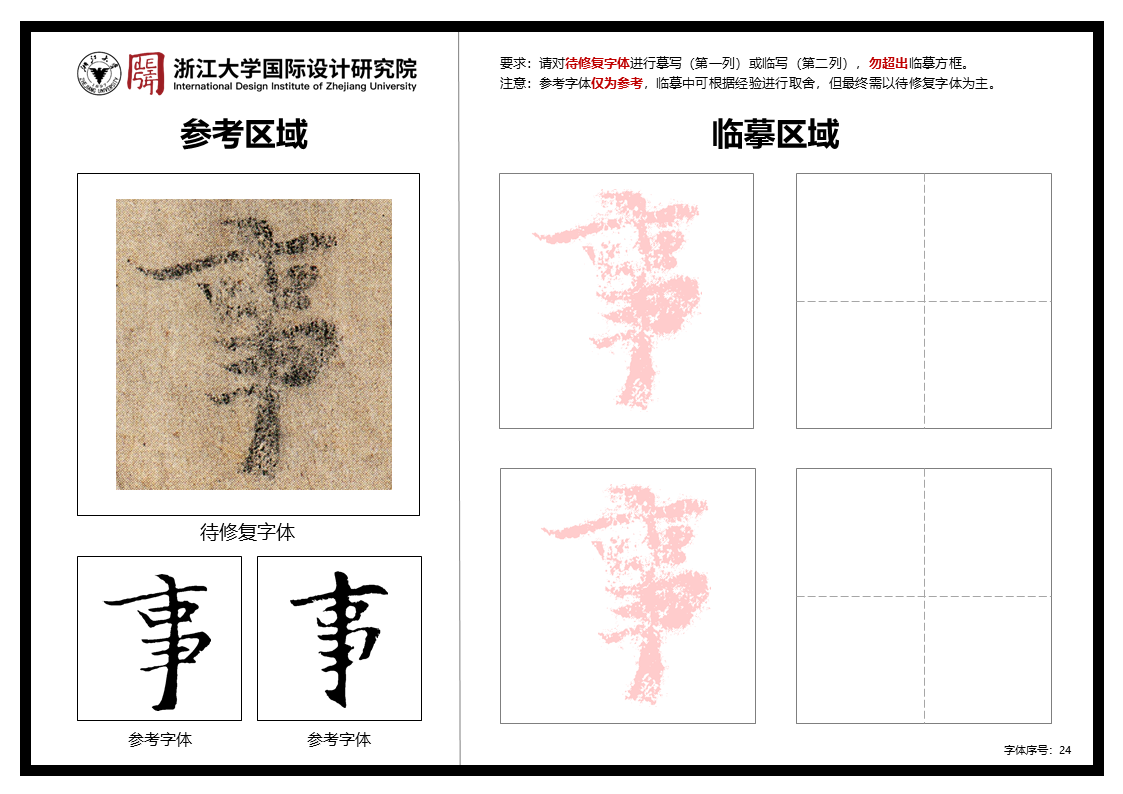 浙江大学国际设计研究院
International Design Institute of Zhejiang University
参考区域
事
待修复字体
事
事
参考字体
参考字体
要求：请对待修复字体进行摹写（第一列）或临写（第二列），勿超出临摹方框。
注意：参考字体仅为参考，临摹中可根据经验进行取舍，但最终需以待修复字体为主。
临摹区域
事
事
字体序号：24